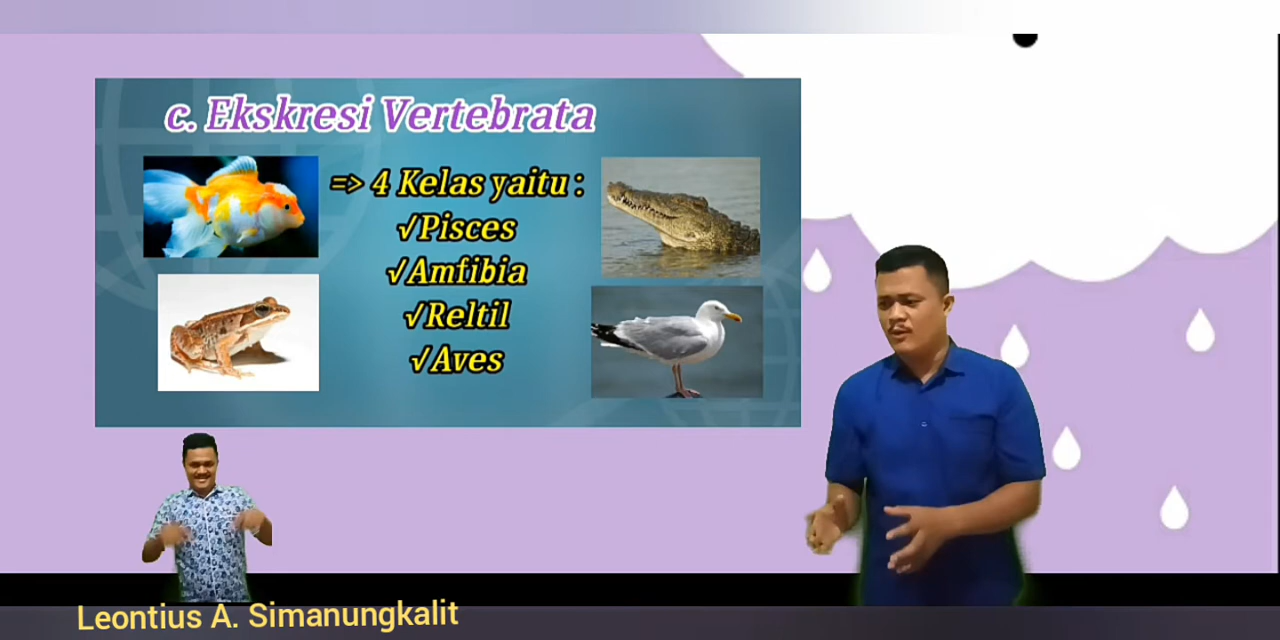 c. Ekskresi Vertebrata
=> 4 Kelas yaitu :
√Pisces
√Amfibia
√Reltil
√Aves
Leontius A. Simanungkalit